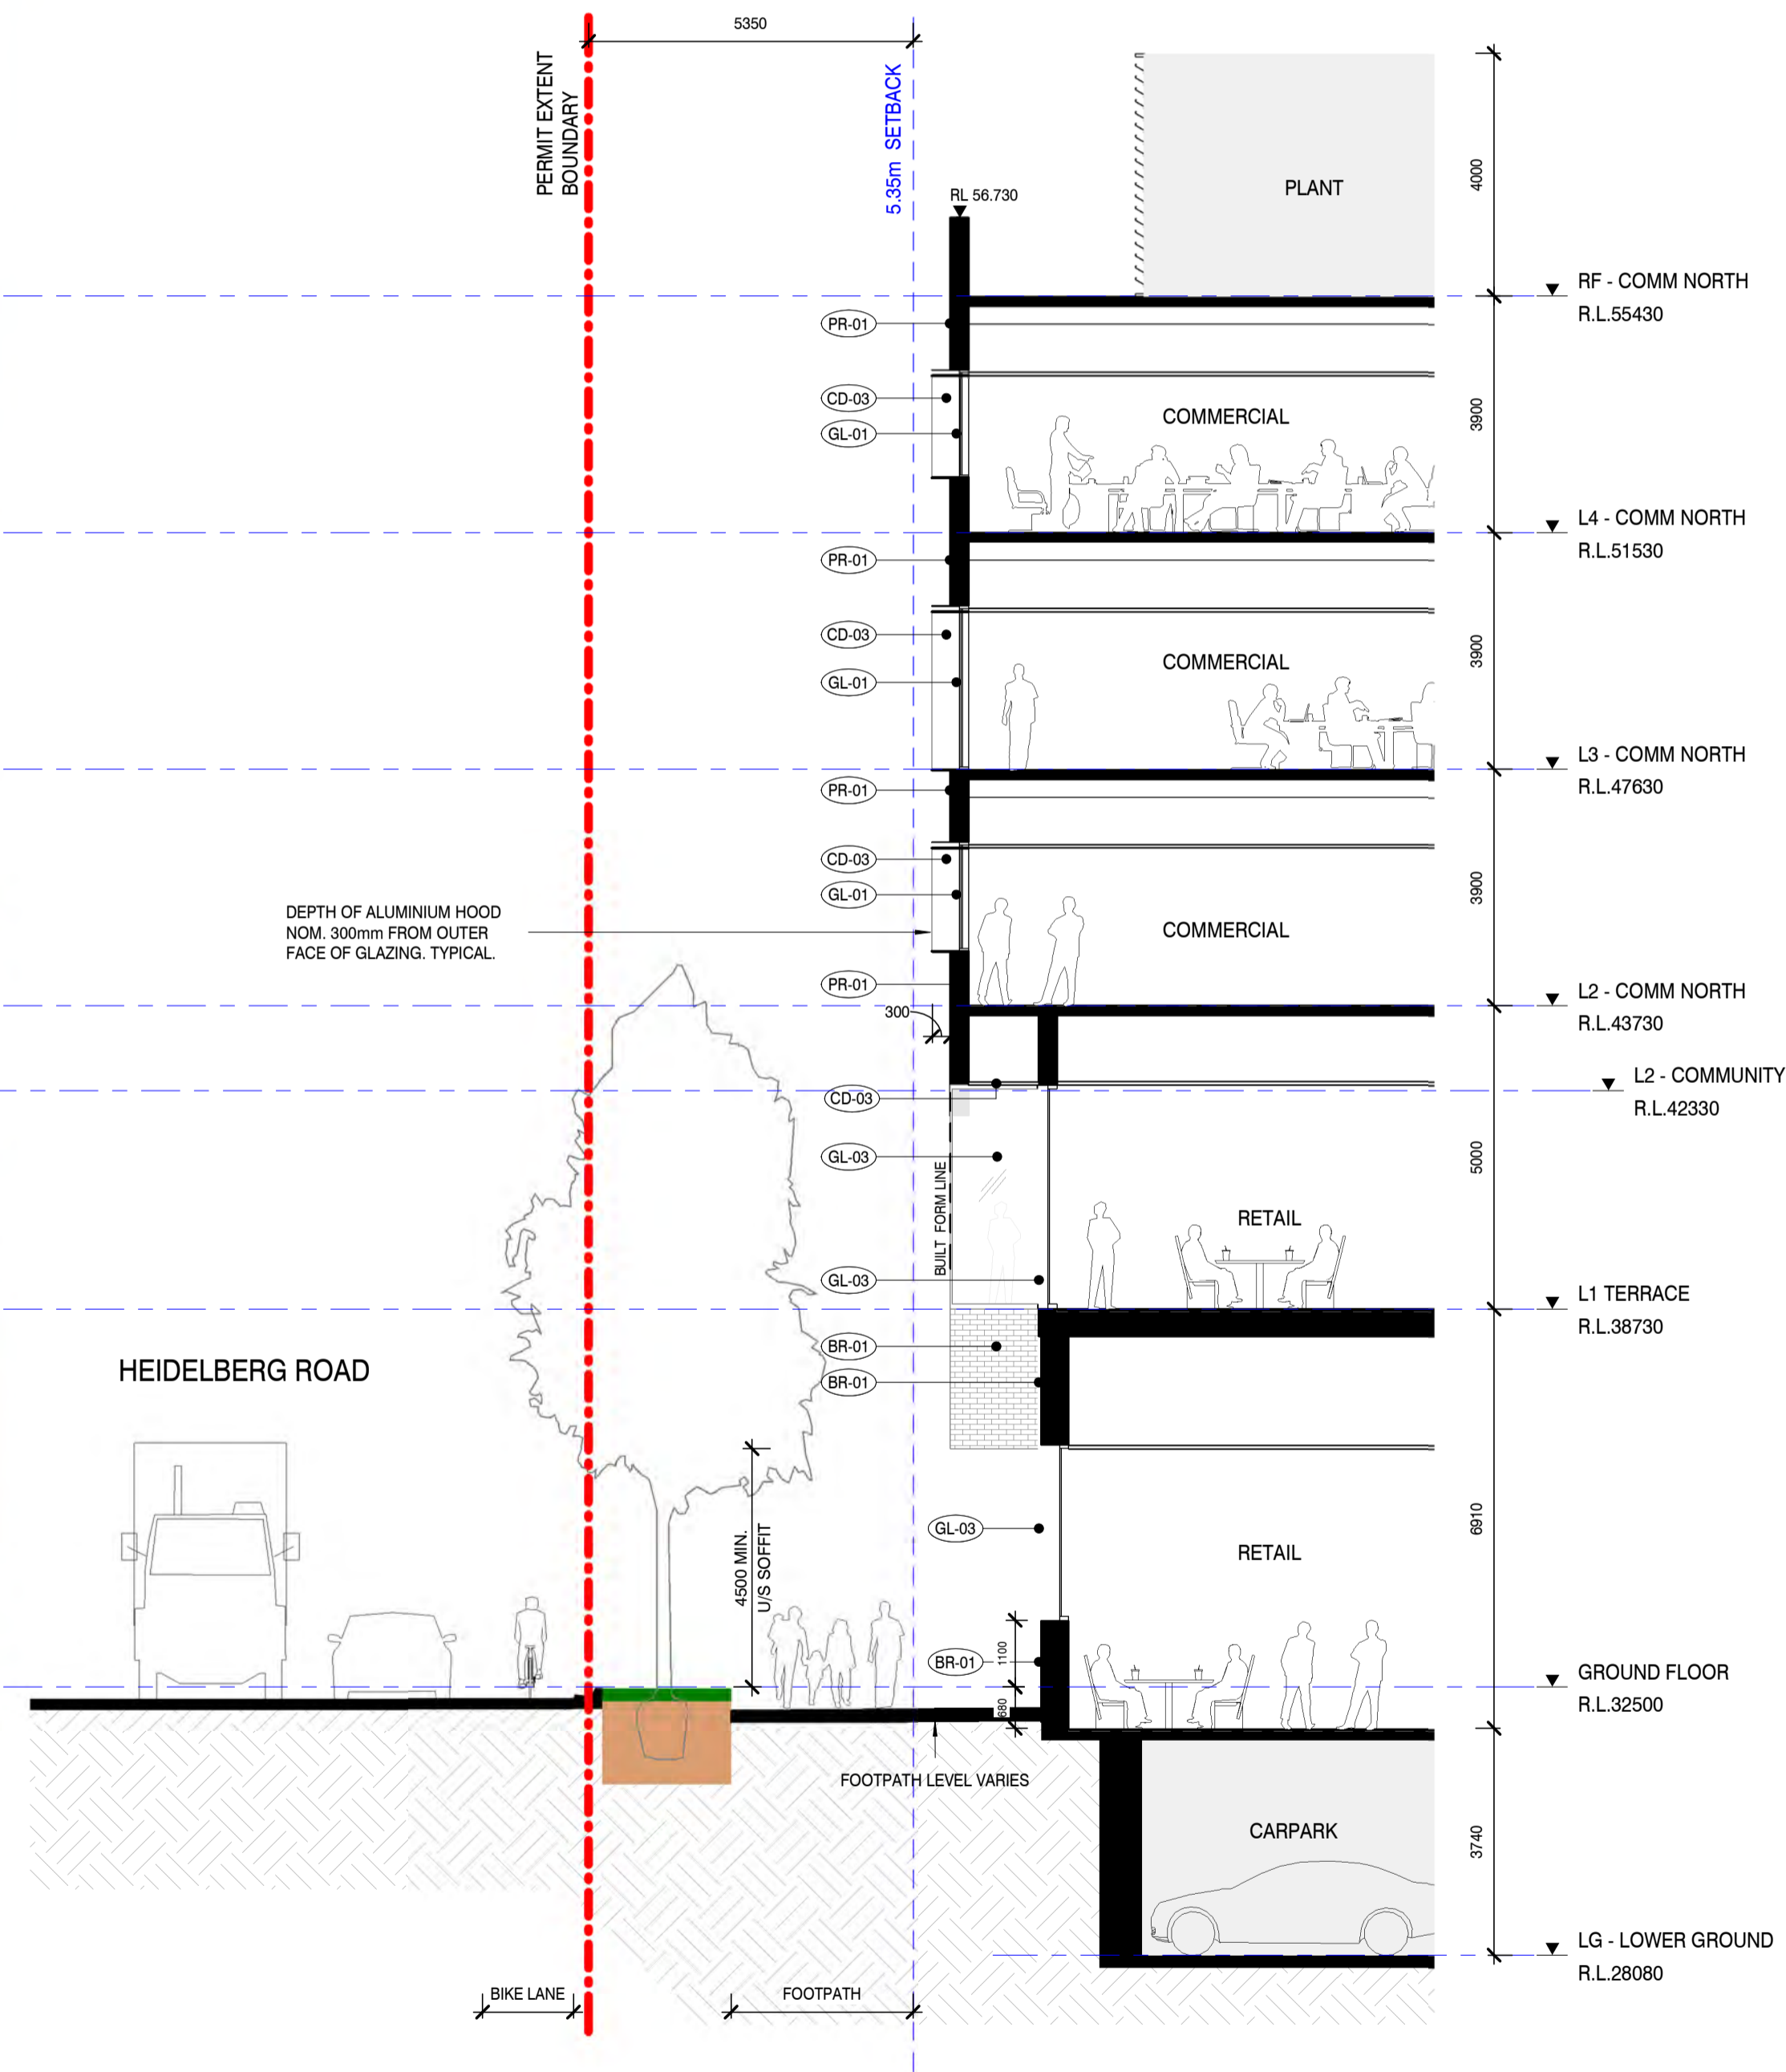 5350
PERMIT EXTENT
BOUNDARY
5.35m SETBACK
RL 56.730
PLANT
4000
RF - COMM NORTH
R.L.55430
PR-01
CD-03
GL-01
COMMERCIAL
3900
L4 - COMM NORTH
R.L.51530
PR-01
CD-03
GL-01
COMMERCIAL
3900
L3 - COMM NORTH
R.L.47630
PR-01
CD-03
GL-01
COMMERCIAL
3900
DEPTH OF ALUMINIUM HOOD
NOM. 300mm FROM OUTER
FACE OF GLAZING. TYPICAL.
PR-01
300
L2 - COMM NORTH
R.L.43730
L2 - COMMUNITY
R.L.42330
CD-03
GL-03
BUILT FORM LINE
GL-03
RETAIL
5000
L1 TERRACE
R.L.38730
BR-01
BR-01
HEIDELBERG ROAD
4500 MIN.
U/S SOFFIT
GL-03
RETAIL
6910
BR-01
1100
680
GROUND FLOOR
R.L.32500
FOOTPATH LEVEL VARIES
CARPARK
3740
LG - LOWER GROUND
R.L.28080
BIKE LANE
FOOTPATH